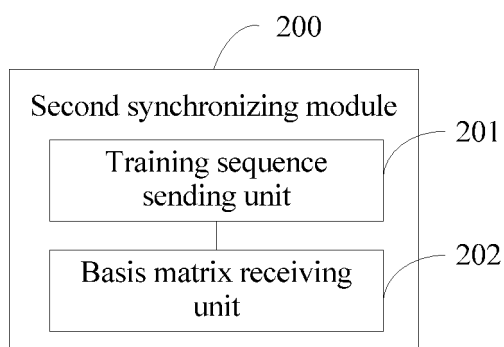 200
Second synchronizing module
201
Training sequence
sending unit
202
Basis matrix receiving
unit